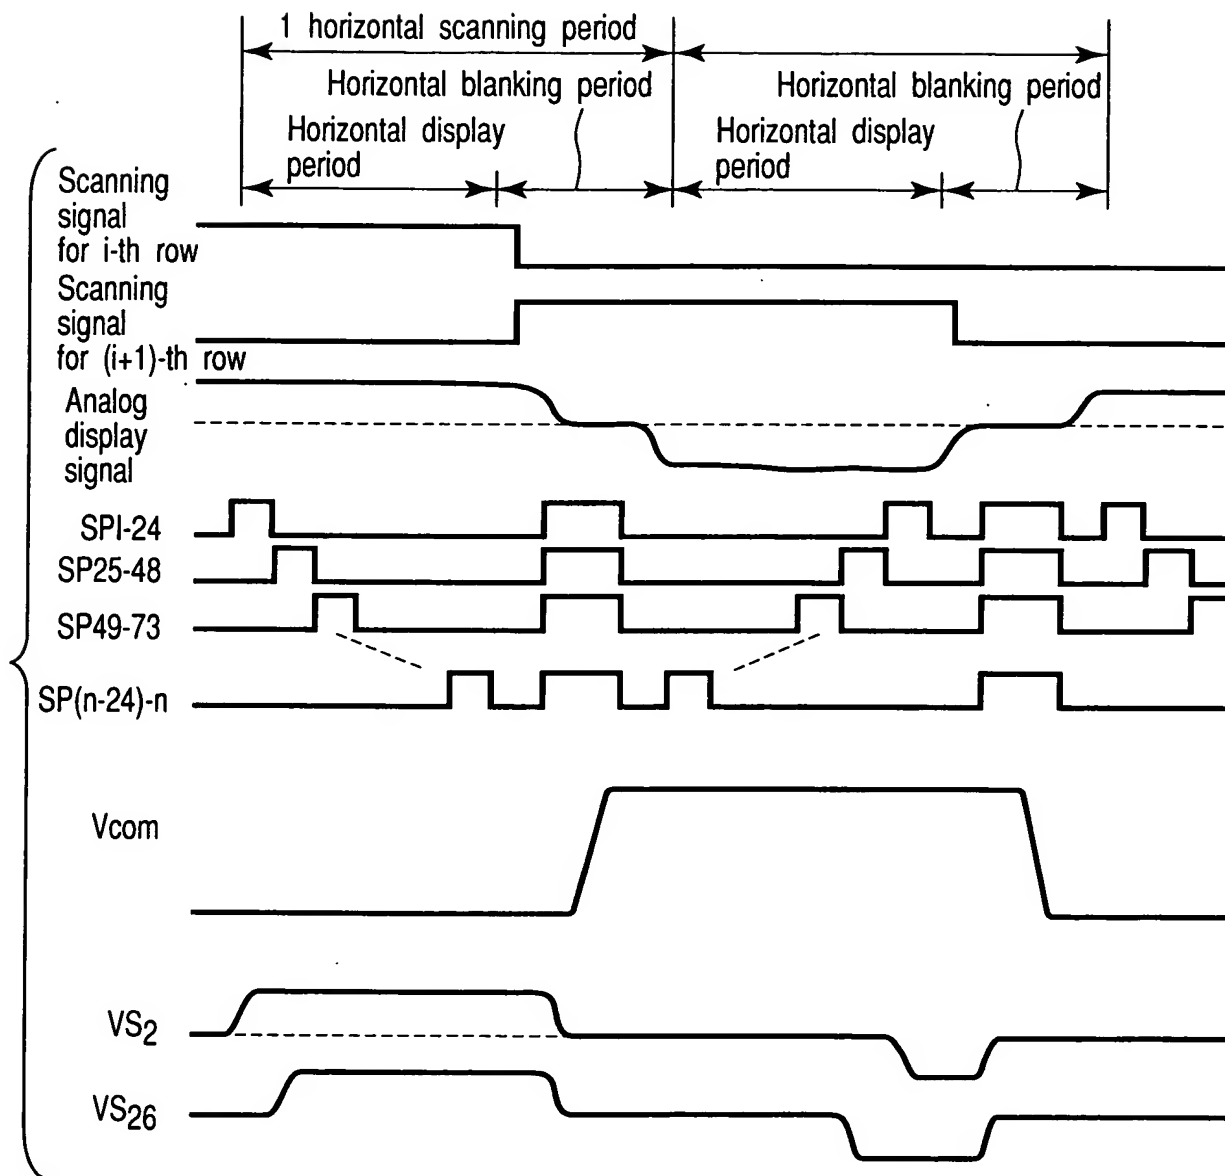 1 horizontal scanning period
Horizontal blanking period
Horizontal blanking period
Horizontal display
period
Horizontal display
period
Scanning
signal
for i-th row
Scanning
signal
for (i+1)-th row
Analog
display
signal
SPI-24
SP25-48
SP49-73
SP(n-24)-n
Vcom
VS2
VS26